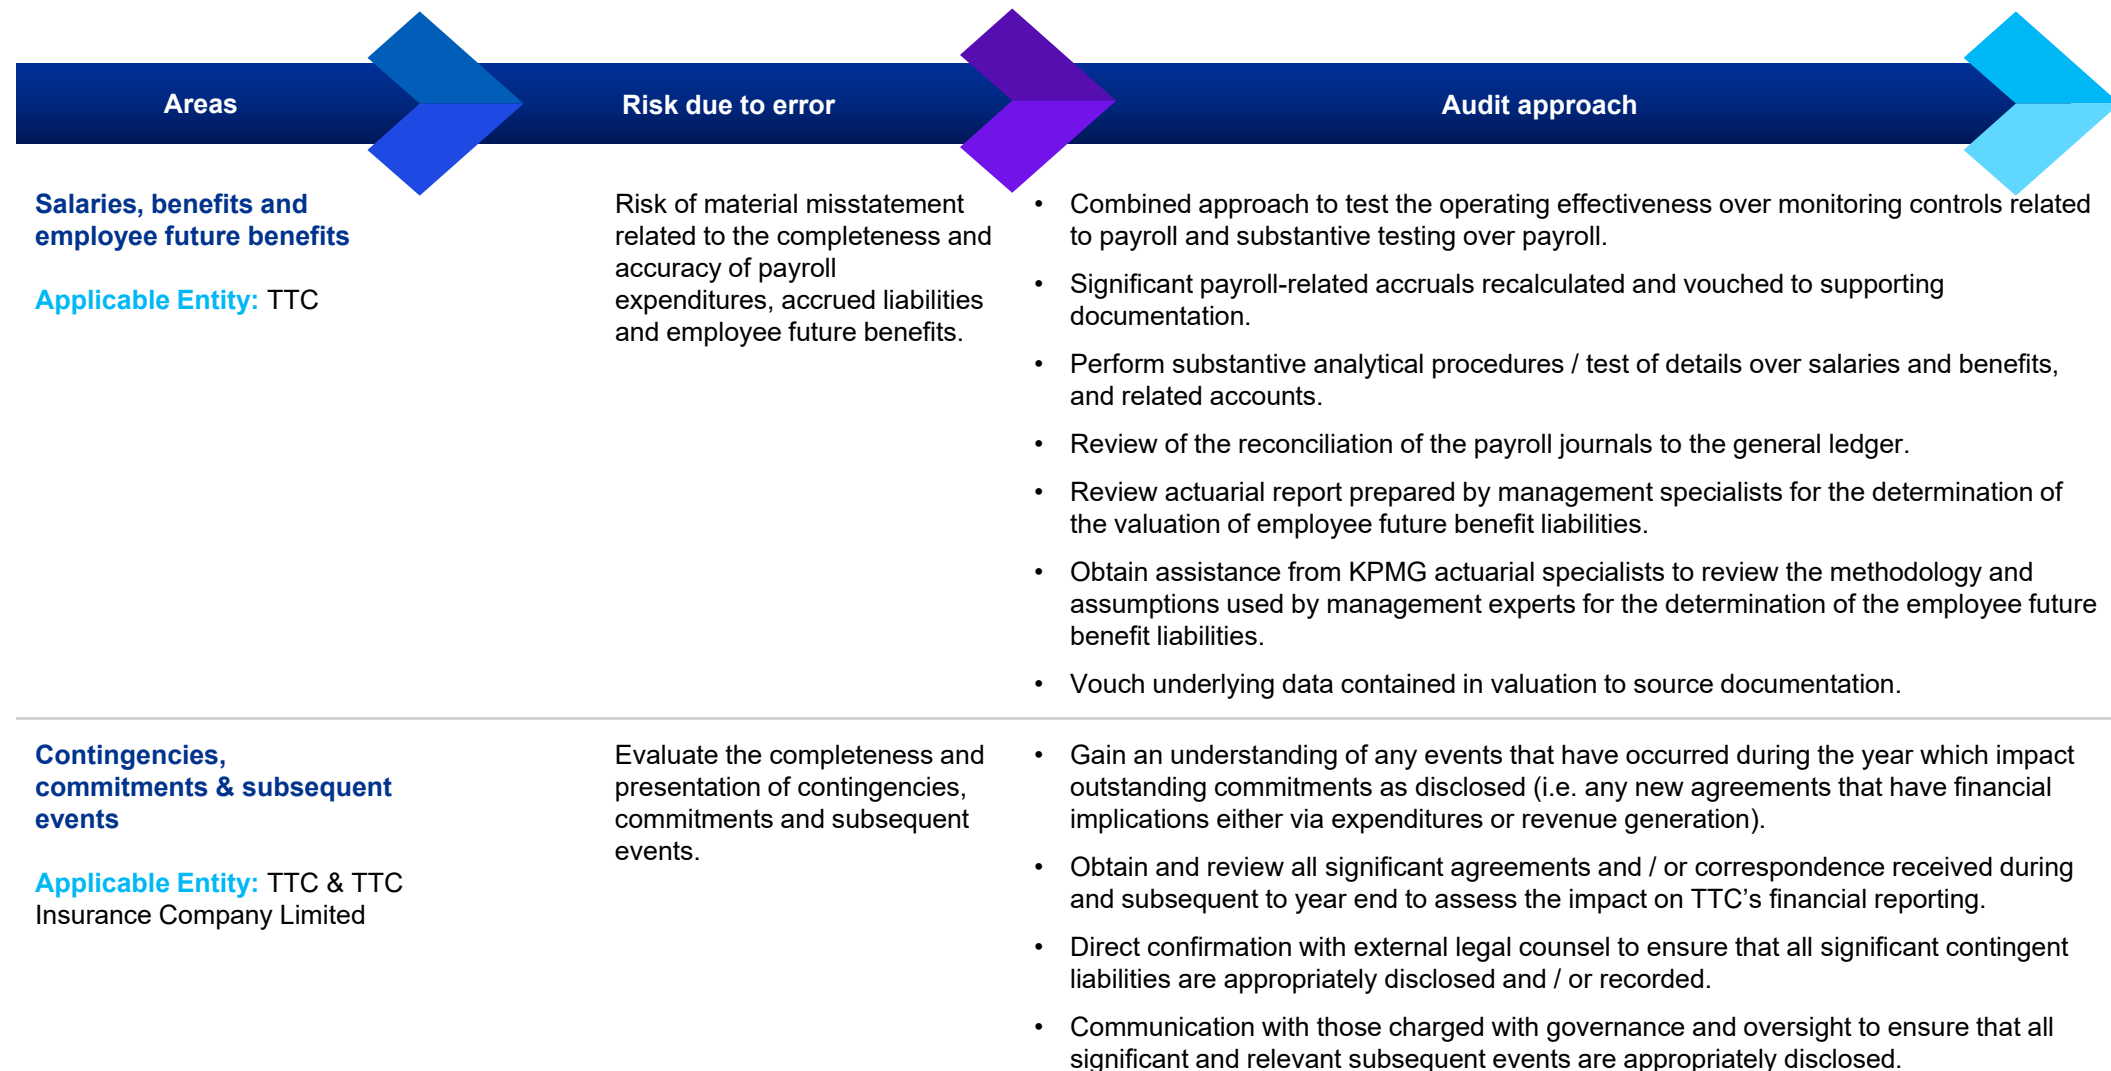 Areas
Risk due to error
Audit approach
Salaries, benefits and
employee future benefits
Applicable Entity: TTC
Risk of material misstatement
related to the completeness and
accuracy of payroll
expenditures, accrued liabilities
and employee future benefits.
• Combined approach to test the operating effectiveness over monitoring controls related
to payroll and substantive testing over payroll.
• Significant payroll-related accruals recalculated and vouched to supporting
documentation.
• Perform substantive analytical procedures / test of details over salaries and benefits,
and related accounts.
• Review of the reconciliation of the payroll journals to the general ledger.
• Review actuarial report prepared by management specialists for the determination of
the valuation of employee future benefit liabilities.
• Obtain assistance from KPMG actuarial specialists to review the methodology and
assumptions used by management experts for the determination of the employee future
benefit liabilities.
• Vouch underlying data contained in valuation to source documentation.
Contingencies,
commitments & subsequent
events
Applicable Entity: TTC & TTC
Insurance Company Limited
Evaluate the completeness and
presentation of contingencies,
commitments and subsequent
events.
• Gain an understanding of any events that have occurred during the year which impact
outstanding commitments as disclosed (i.e. any new agreements that have financial
implications either via expenditures or revenue generation).
• Obtain and review all significant agreements and / or correspondence received during
and subsequent to year end to assess the impact on TTC’s financial reporting.
• Direct confirmation with external legal counsel to ensure that all significant contingent
liabilities are appropriately disclosed and / or recorded.
• Communication with those charged with governance and oversight to ensure that all
significant and relevant subsequent events are appropriately disclosed.